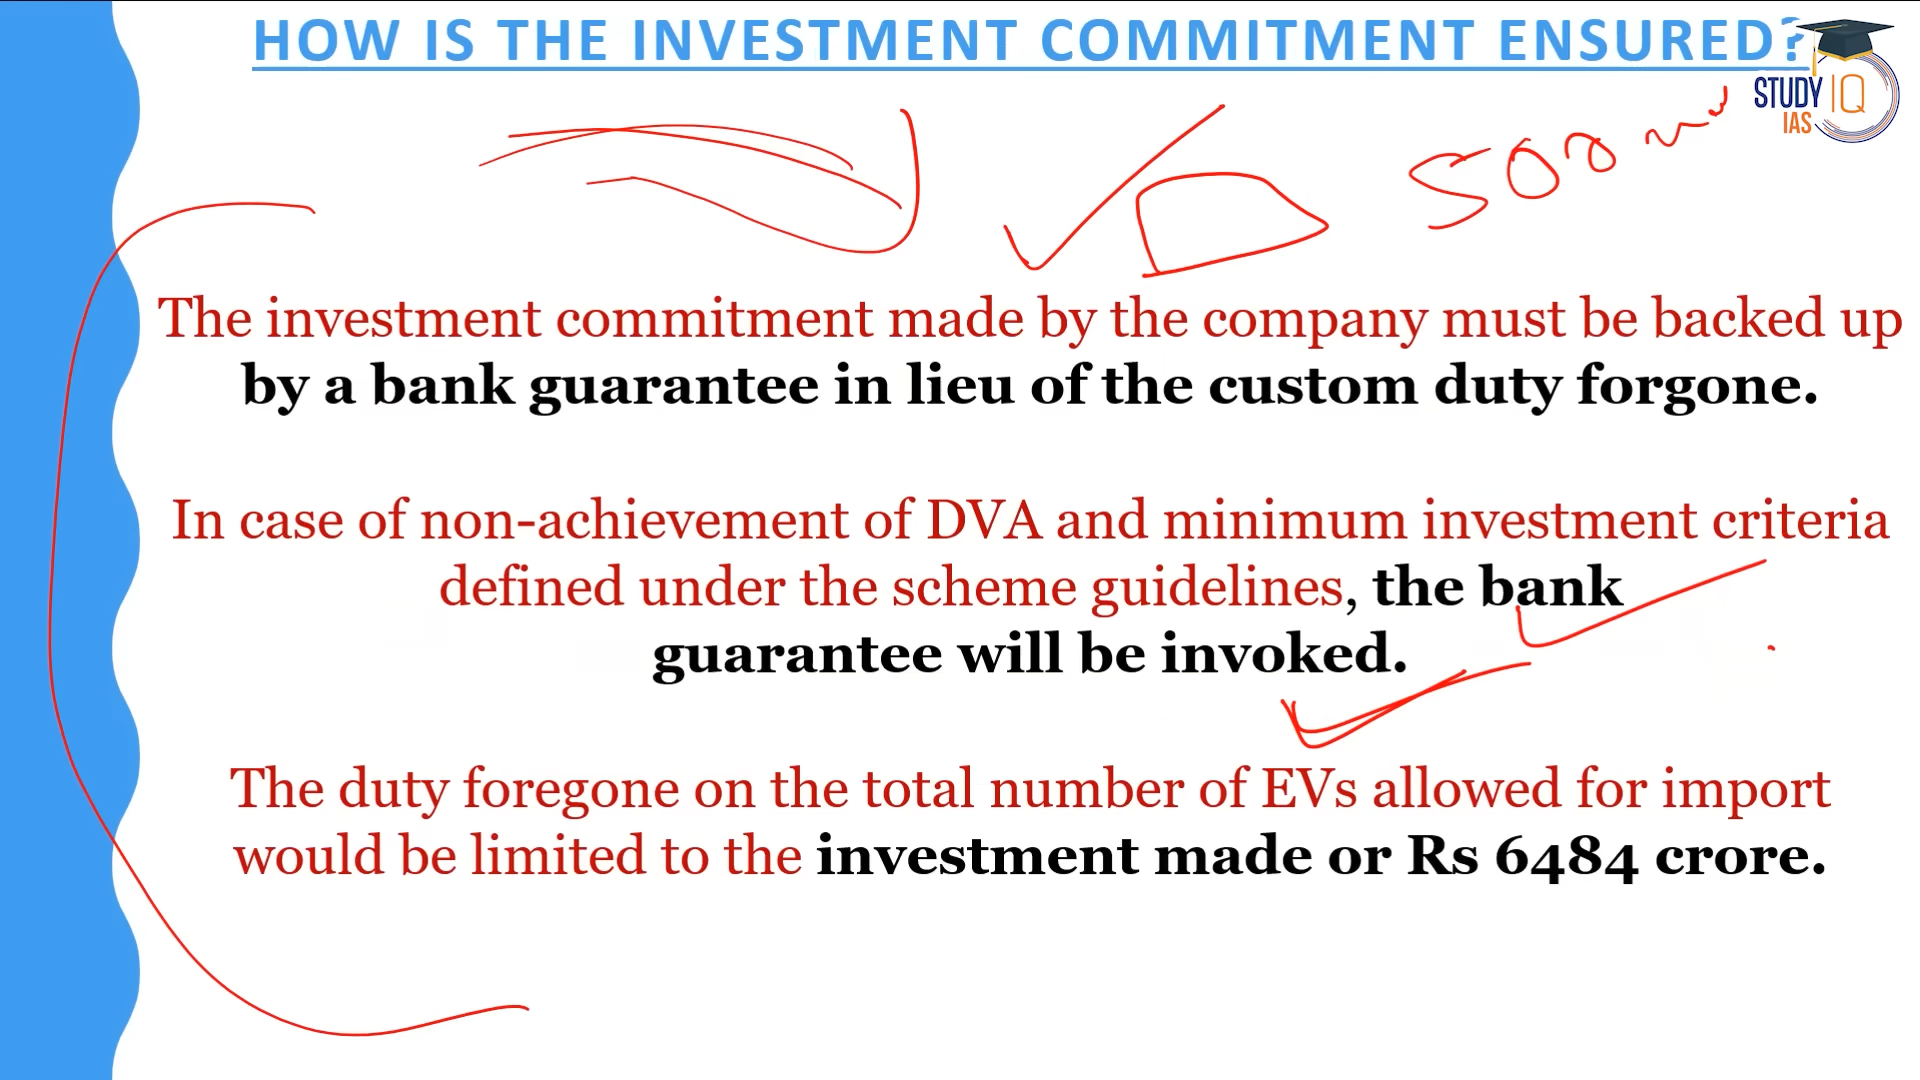 HOW IS THE INVESTMENT COMMITMENT ENSURED?
STUDY IQ
IAS
500
The investment commitment made by the company must be backed up
by a bank guarantee in lieu of the custom duty forgone.
In case of non-achievement of DVA and minimum investment criteria
defined under the scheme guidelines, the bank
guarantee will be invoked.
The duty foregone on the total number of EVs allowed for import
would be limited to the investment made or Rs 6484 crore.